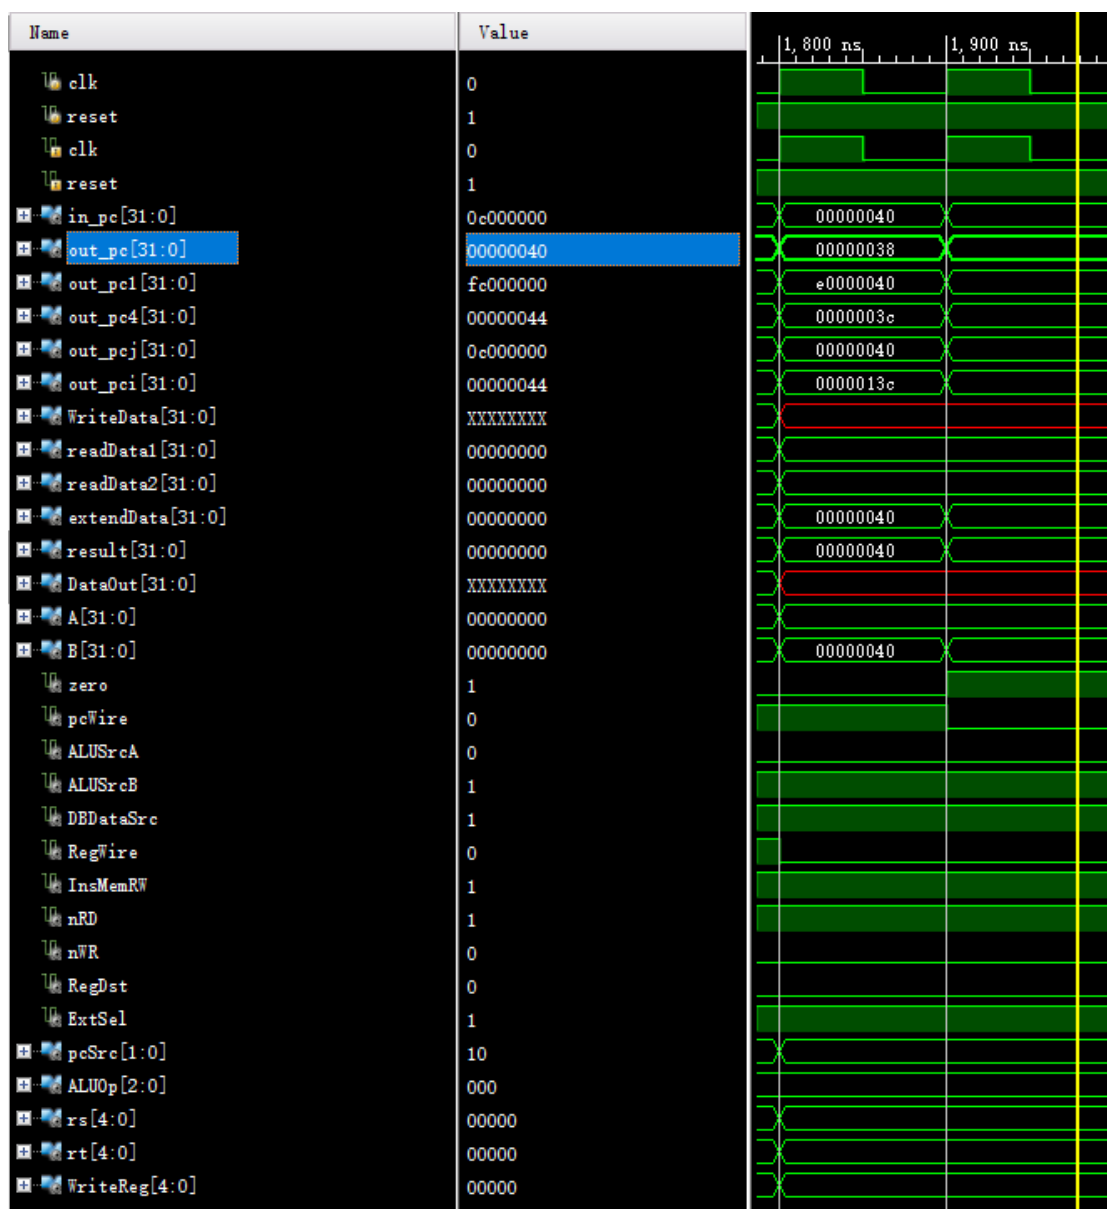 Name Value 1,800 ns 1,900 ns
clk 0
reset 1
clk 0
reset 1
in_pc[31:0] 0c000000 00000040
out_pc[31:0] 00000040 00000038
out_pc1[31:0] fc000000 e0000040
out_pc4[31:0] 00000044 0000003c
out_pcj[31:0] 0c000000 00000040
out_pci[31:0] 00000044 0000013c
WriteData[31:0] XXXXXXXX
readData1[31:0] 00000000
readData2[31:0] 00000000
extendData[31:0] 00000000 00000040
result[31:0] 00000000 00000040
DataOut[31:0] XXXXXXXX
A[31:0] 00000000
B[31:0] 00000000 00000040
zero 1
pcWire 0
ALUSrcA 0
ALUSrcB 1
DBDataSrc 1
RegWire 0
InsMemRW 1
nRD 1
nWR 0
RegDst 0
ExtSel 1
pcSrc[1:0] 10
ALUOp[2:0] 000
rs[4:0] 00000
rt[4:0] 00000
WriteReg[4:0] 00000